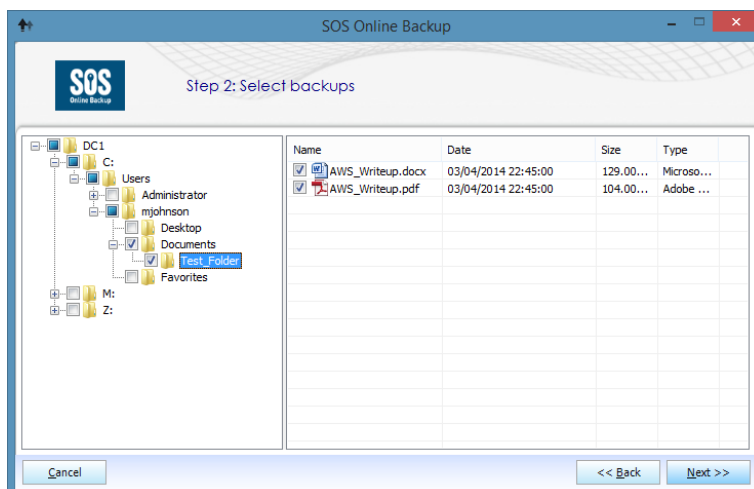 SOS Online Backup
SOS
Online Backup
Step 2: Select backups
DC1
C:
Users
Administrator
mjohnson
Desktop
Documents
Test_Folder
Favorites
M:
Z:
Name Date Size Type
AWS_Writeup.docx 03/04/2014 22:45:00 129.00... Microso...
AWS_Writeup.pdf 03/04/2014 22:45:00 104.00... Adobe ...
Cancel << Back Next >>